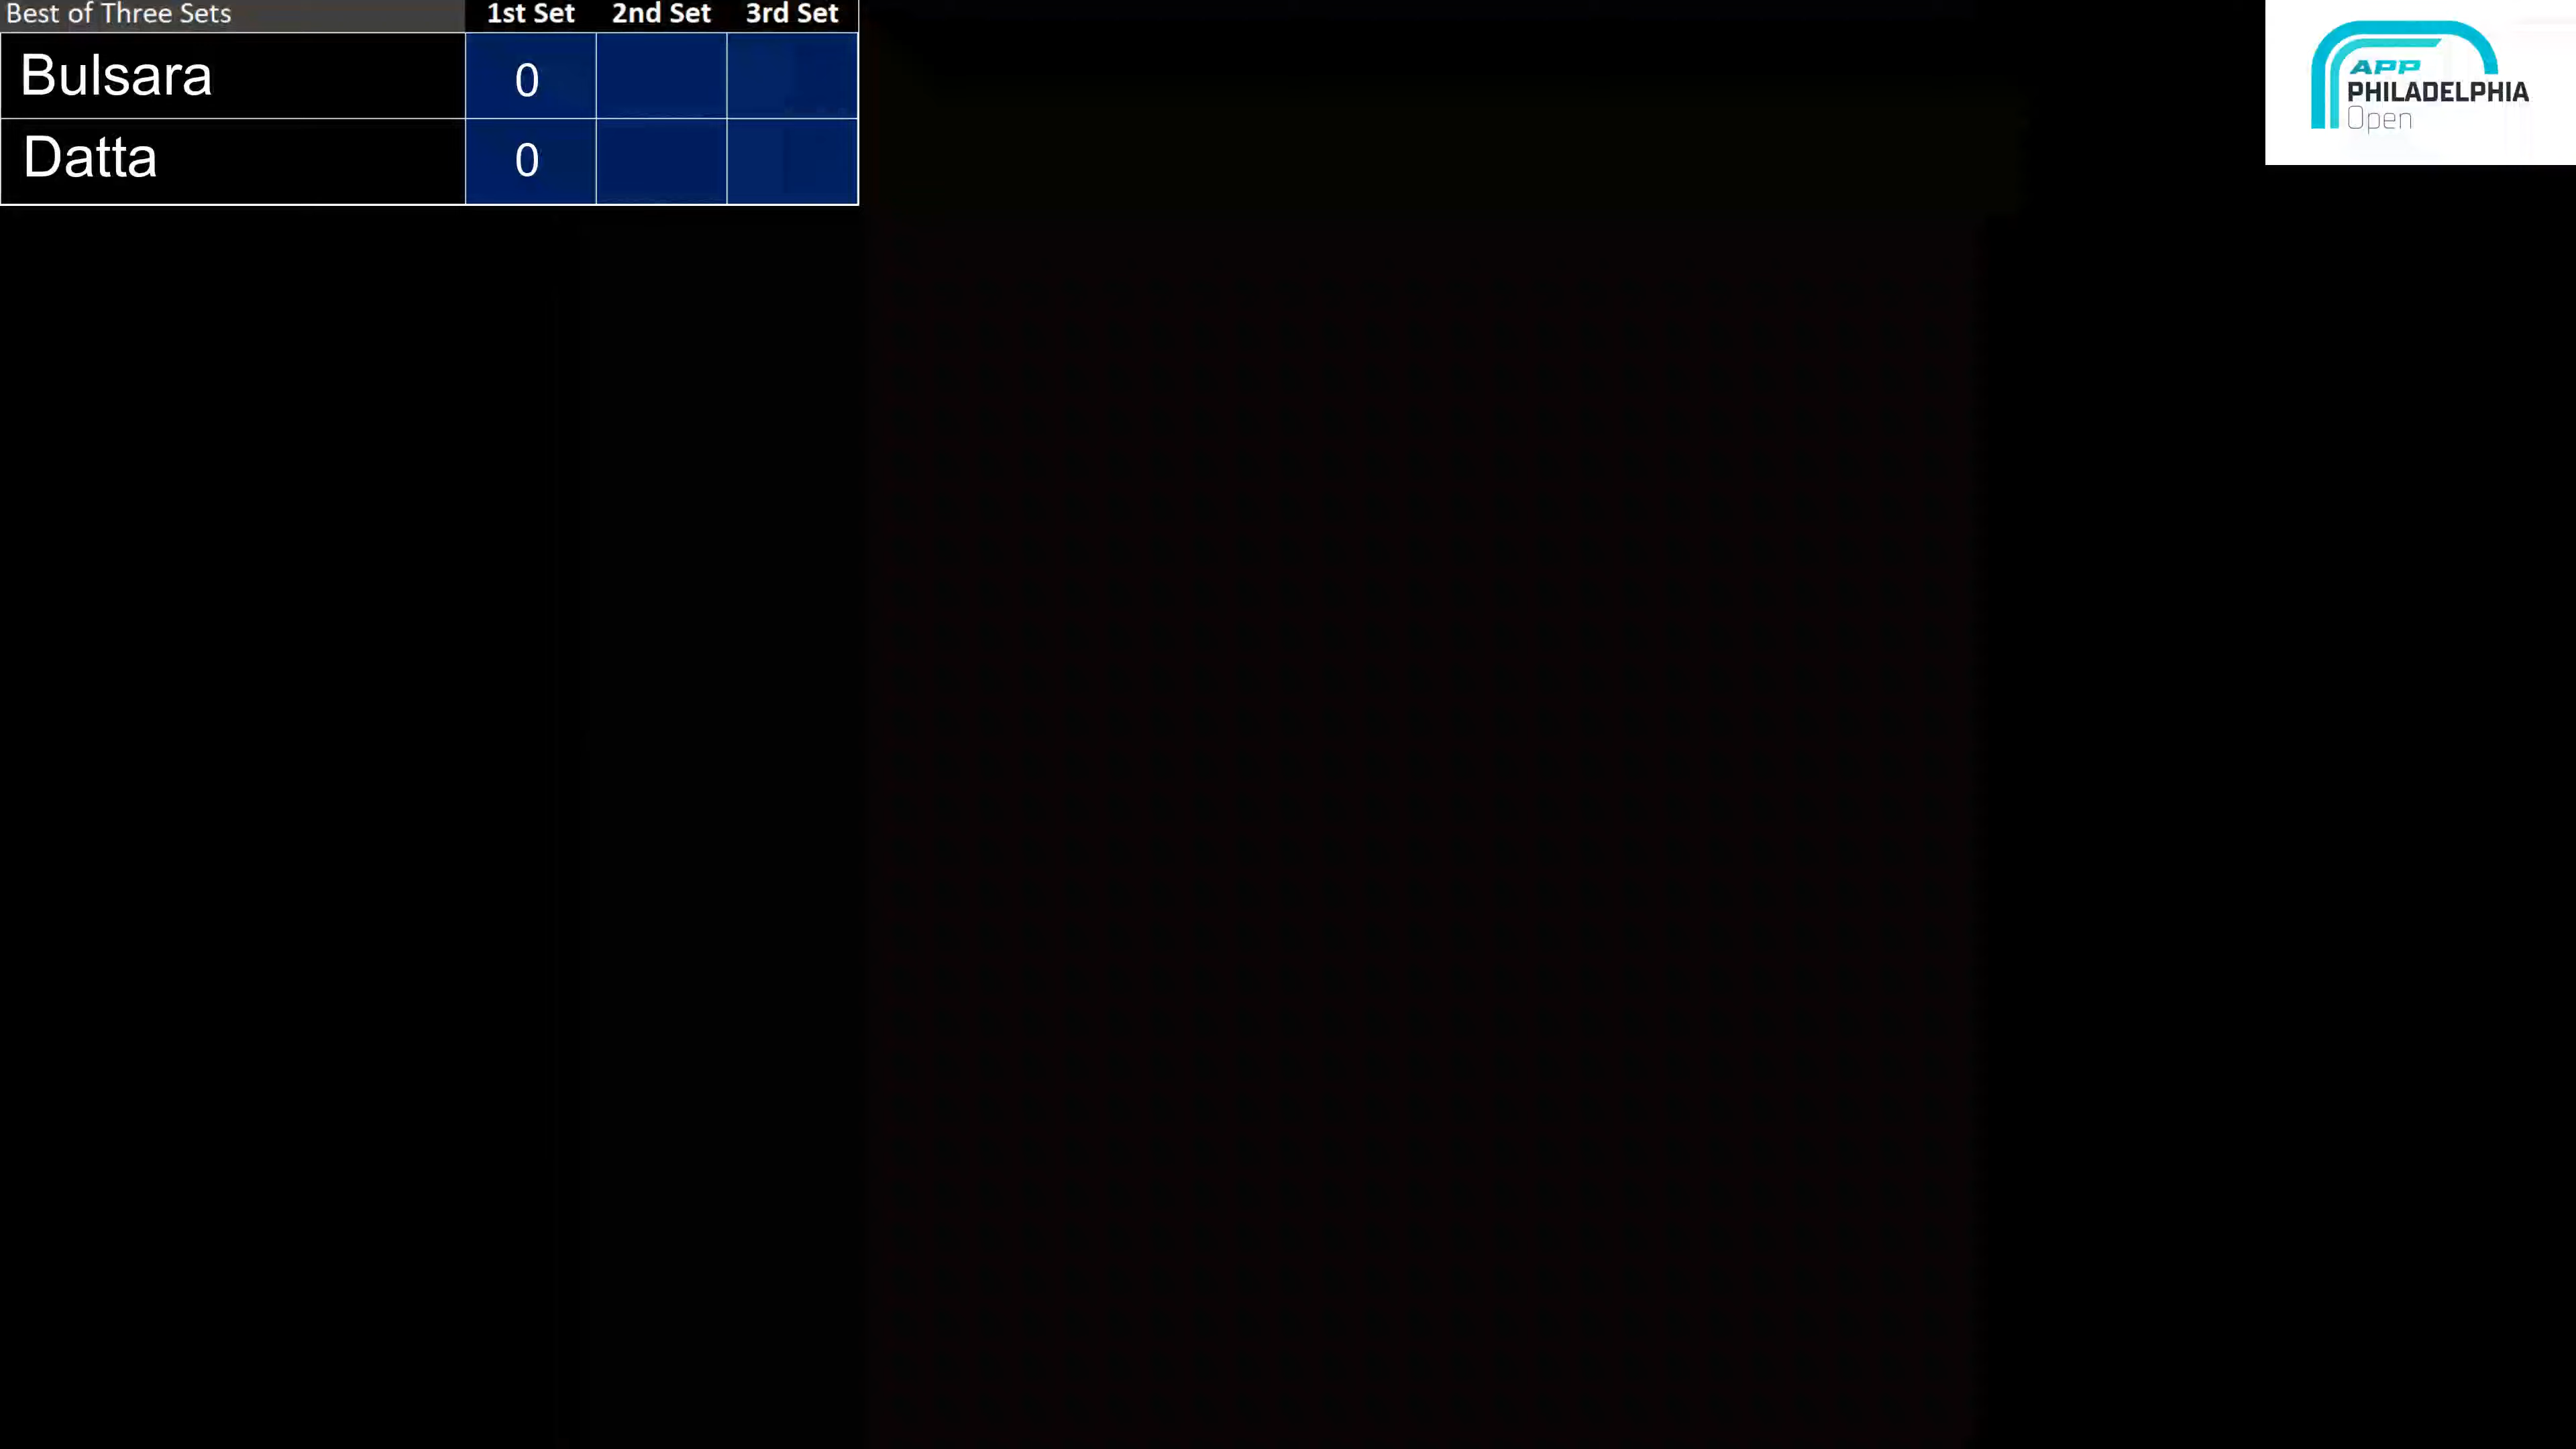 Best of Three Sets 1st Set 2nd Set 3rd Set
Bulsara 0
Datta 0
APP
PHILADELPHIA
Open